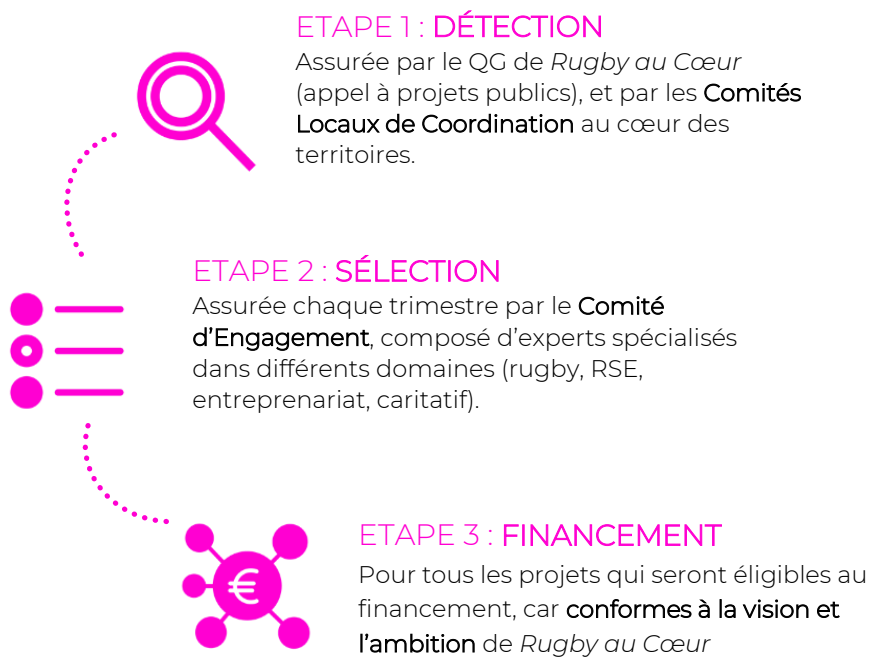 ETAPE 1 : DÉTECTION
Assurée par le QG de Rugby au Cœur
(appel à projets publics), et par les Comités
Locaux de Coordination au cœur des
territoires.
ETAPE 2 : SÉLECTION
Assurée chaque trimestre par le Comité
d’Engagement, composé d’experts spécialisés
dans différents domaines (rugby, RSE,
entreprenariat, caritatif).
€
ETAPE 3 : FINANCEMENT
Pour tous les projets qui seront éligibles au
financement, car conformes à la vision et
l’ambition de Rugby au Cœur